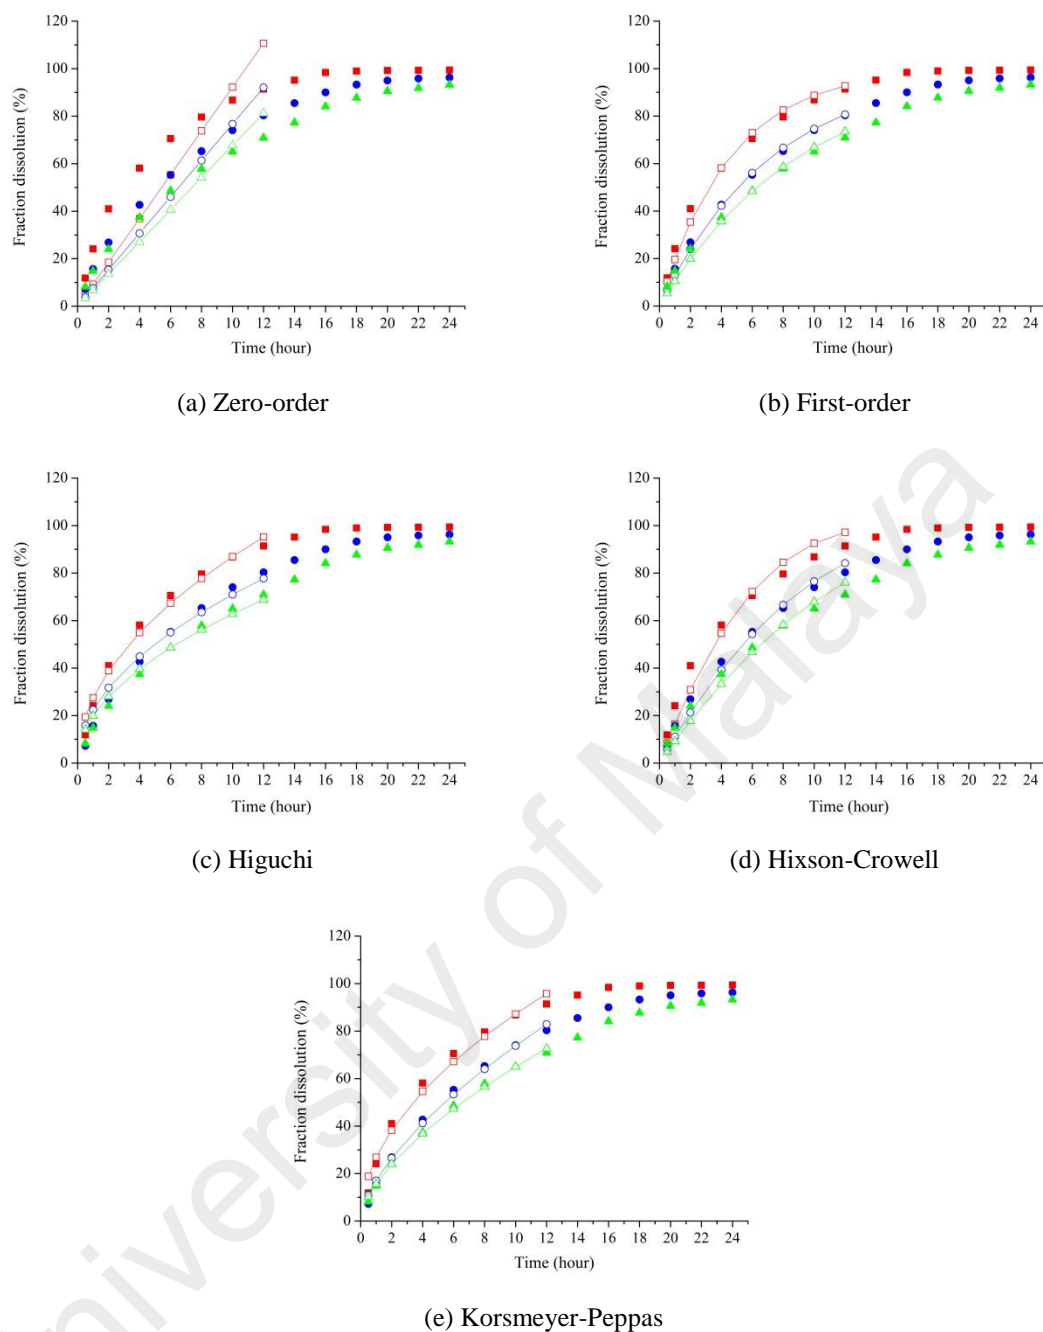 120
100
80
60
40
20
0
Fraction dissoluion (%)
0 2 4 6 8 10 12 14 16 18 20 22 24
Time (hour)
(a) Zero-order
120
100
80
60
40
20
0
Fraction dissolution (%)
0 2 4 6 8 10 12 14 16 18 20 22 24
Time (hour)
(b) First-order
120
100
80
60
40
20
0
Fraction dissolution (%)
0 2 4 6 8 10 12 14 16 18 20 22 24
Time (hour)
(c) Higuchi
120
100
80
60
40
20
0
Fraction dissolution (%)
0 2 4 6 8 10 12 14 16 18 20 22 24
Time (hour)
(d) Hixson-Crowell
120
100
80
60
40
20
0
Fraction dissolution (%)
0 2 4 6 8 10 12 14 16 18 20 22 24
Time (hour)
(e) Korsmeyer-Peppas
niversity of Malaya